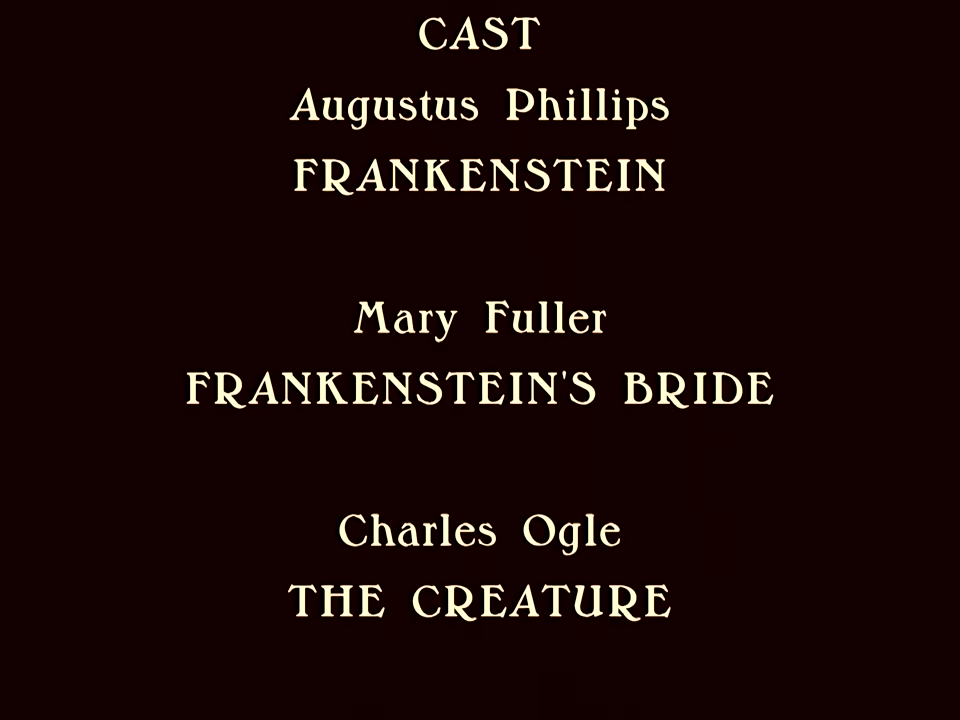 CAST
Augustus Phillips
FRANKENSTEIN
Mary Fuller
FRANKENSTEIN'S BRIDE
Charles Ogle
THE CREATURE